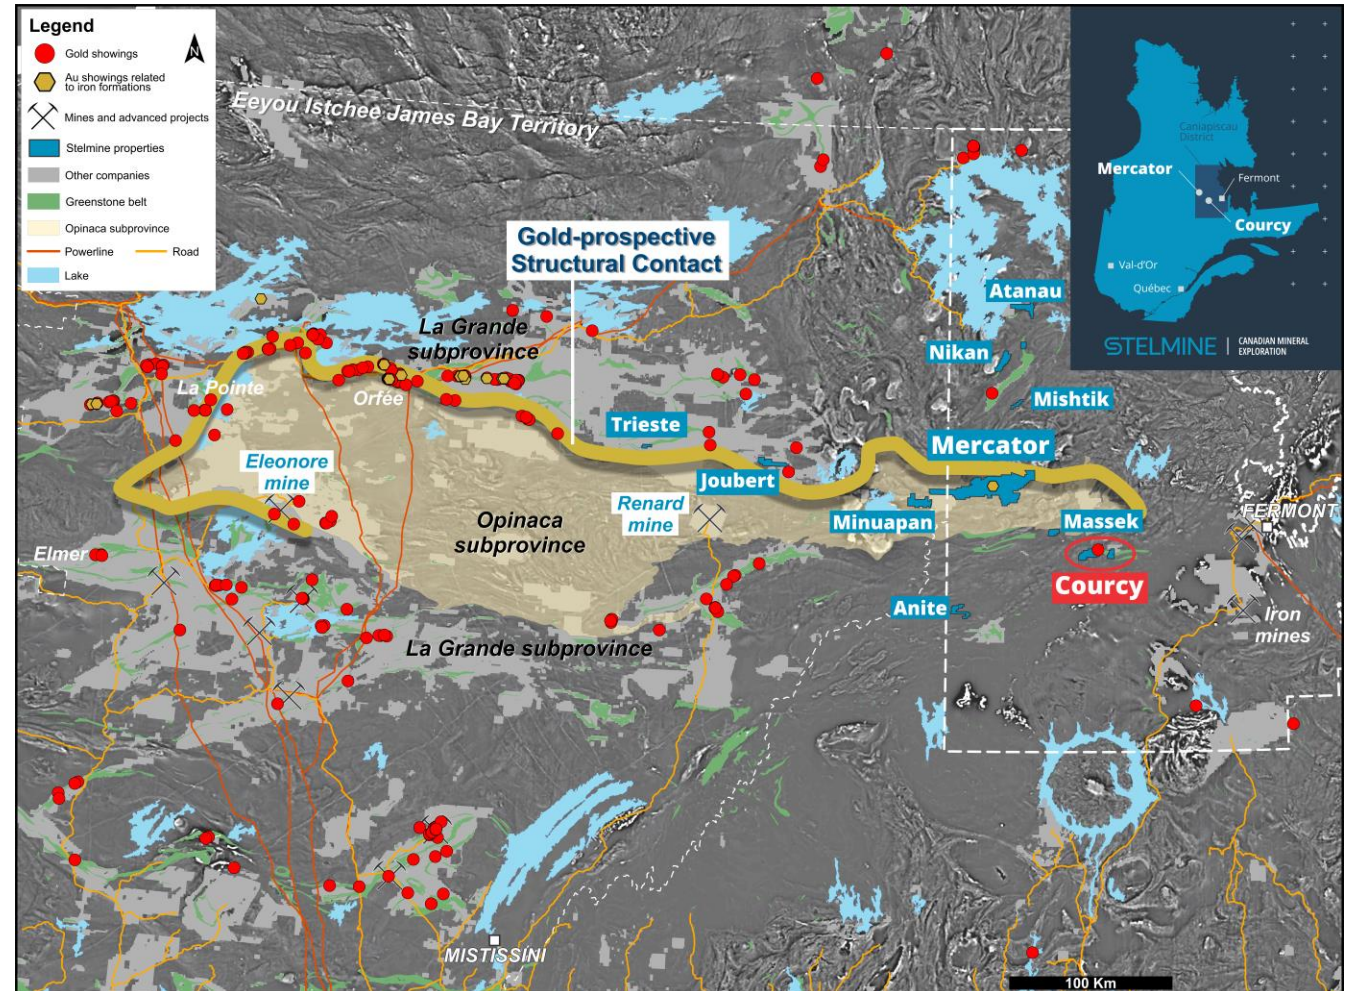 Legend
Gold showings
N
Au showings related
to iron formations
Mines and advanced projects
Stelmine properties
Other companies
Greenstone belt
Opinaca subprovince
Powerline
Road
Lake
Eeyou Istchee James Bay Territory
Caniapiscau
District
Mercator
Fermont
Courcy
Val-d'Or
Québec
STELMINE | CANADIAN MINERAL
EXPLORATION
Gold-prospective
Structural Contact
Atanau
La Grande
subprovince
Nikan
La Pointe
Orfée
Mishtik
Trieste
Mercator
Eleonore
mine
Joubert
Renard
mine
Minuapan
Opinaca
subprovince
Massek
FERMONT
Elmer
Courcy
Anite
Iron
mines
La Grande subprovince
MISTISSINI
100 Km